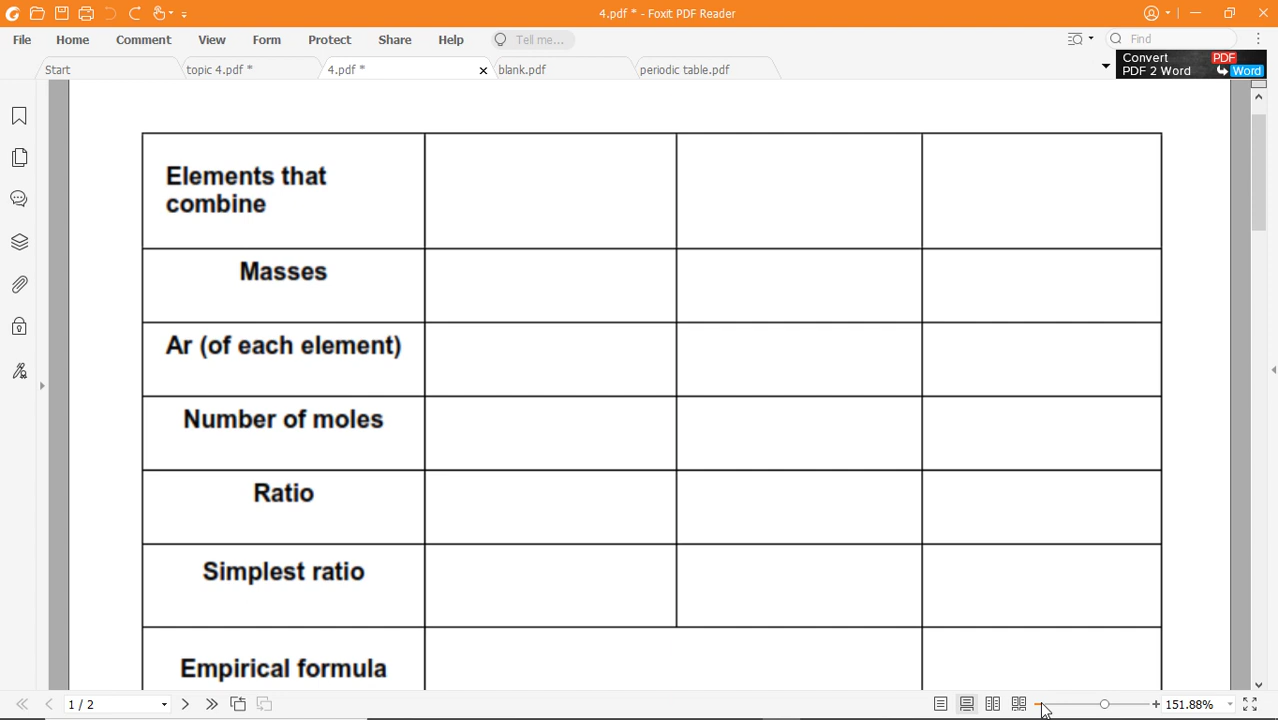 4.pdf * - Foxit PDF Reader
File Home Comment View Form Protect Share Help Tell me... Find
Start topic 4.pdf * 4.pdf * blank.pdf periodic table.pdf
Convert PDF
PDF 2 Word Word
Elements that
combine
Masses
Ar (of each element)
Number of moles
Ratio
Simplest ratio
Empirical formula
1 / 2 151.88%